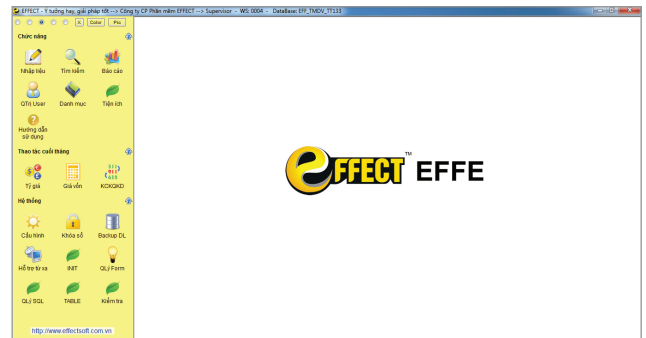 EFFECT - Ý tưởng hay, giải pháp tốt --> Công ty CP Phần mềm EFFECT --> Supervisor - WS: 0004 - DataBase: EFF_TMDV_TT133
X Color Pic
Chức năng
Nhập liệu Tìm kiếm Báo cáo
QTrị User Danh mục Tiện ích
Hướng dẫn
sử dụng
Thao tác cuối tháng
Tỷ giá Giá vốn KCKQKD
Hệ thống
Cấu hình Khóa sổ Backup DL
Hỗ trợ từ xa INIT QLý Form
QLý SQL TABLE Kiểm tra
http://www.effectsoft.com.vn
eFFECT™ EFFE